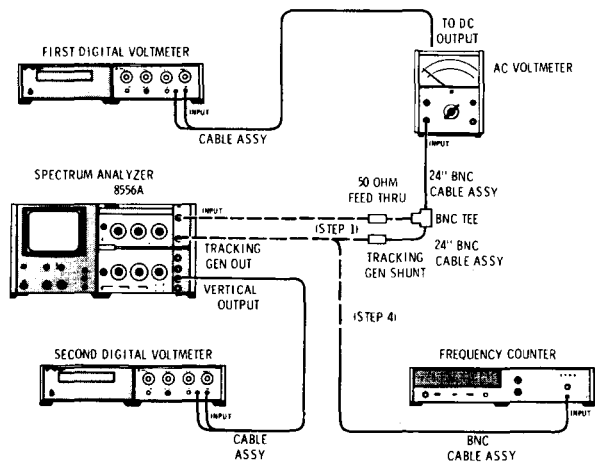 TO DC
OUTPUT
FIRST DIGITAL VOLTMETER
AC VOLTMETER
INPUT
CABLE ASSY
INPUT
SPECTRUM ANALYZER
8556A
50 OHM
FEED THRU
24" BNC
CABLE ASSY
INPUT
BNC TEE
(STEP 1)
TRACKING
GEN OUT
TRACKING
GEN SHUNT
24" BNC
CABLE ASSY
VERTICAL
OUTPUT
(STEP 4)
SECOND DIGITAL VOLTMETER
FREQUENCY COUNTER
INPUT
INPUT
CABLE
ASSY
BNC
CABLE ASSY